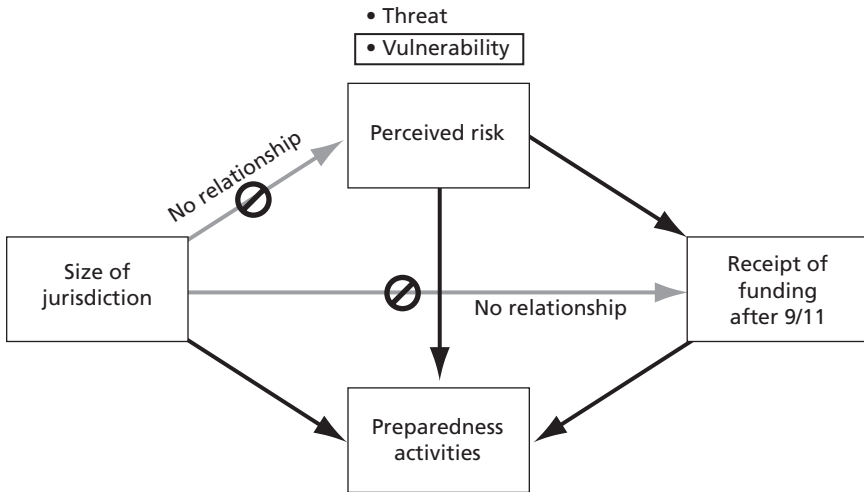 • Threat
• Vulnerability
Perceived risk
No relationship
Size of
jurisdiction
Receipt of
funding
after 9/11
No relationship
Preparedness
activities